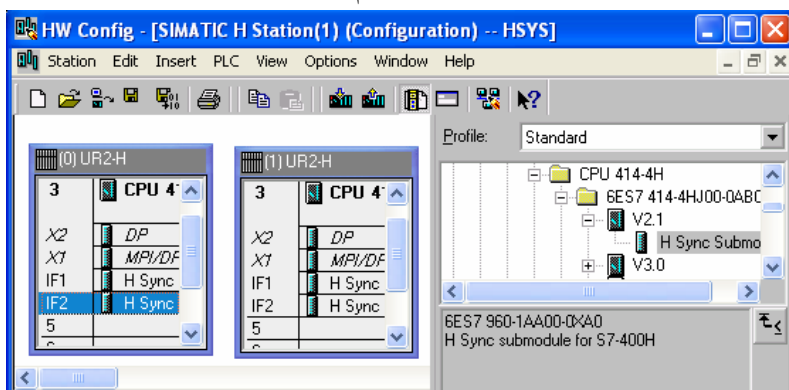 HW Config - [SIMATIC H Station(1) (Configuration) -- HSYS]
Station Edit Insert PLC View Options Window Help
Profile: Standard
(0) UR2-H
3 CPU 4
X2 DP
X1 MPI/DP
IF1 H Sync
IF2 H Sync
5
(1) UR2-H
3 CPU 4
X2 DP
X1 MPI/DP
IF1 H Sync
IF2 H Sync
5
CPU 414-4H
6ES7 414-4HJ00-0AB0
V2.1
H Sync Submo
V3.0
6ES7 960-1AA00-0XA0
H Sync submodule for S7-400H